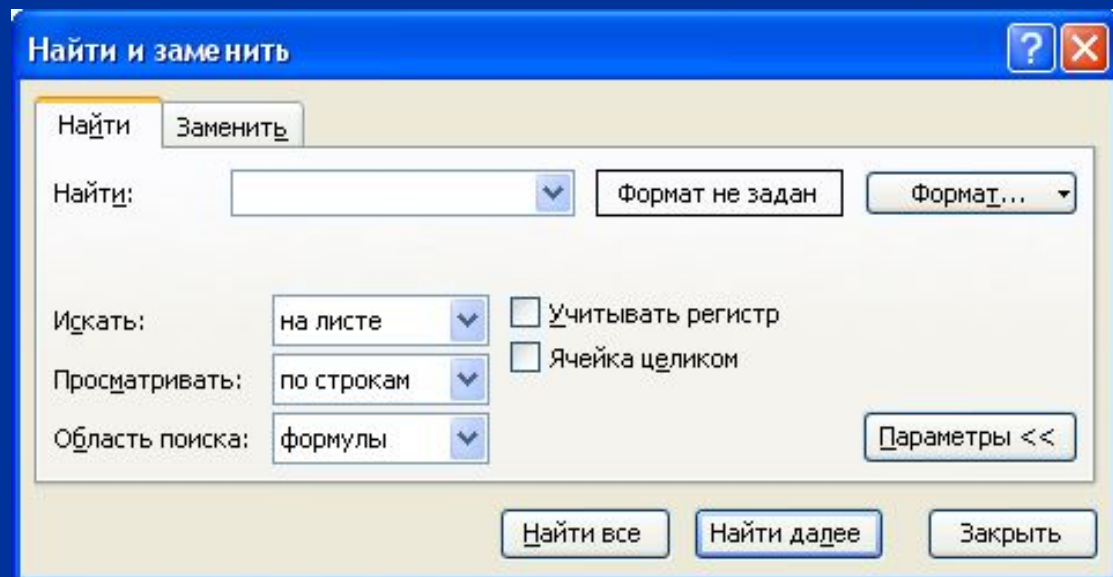 Найти и заменить
Найти Заменить
Найти: Формат не задан Формат...
Искать: на листе Учитывать регистр
Ячейка целиком
Просматривать: по строкам
Область поиска: формулы Параметры <<
Найти все Найти далее Закрыть